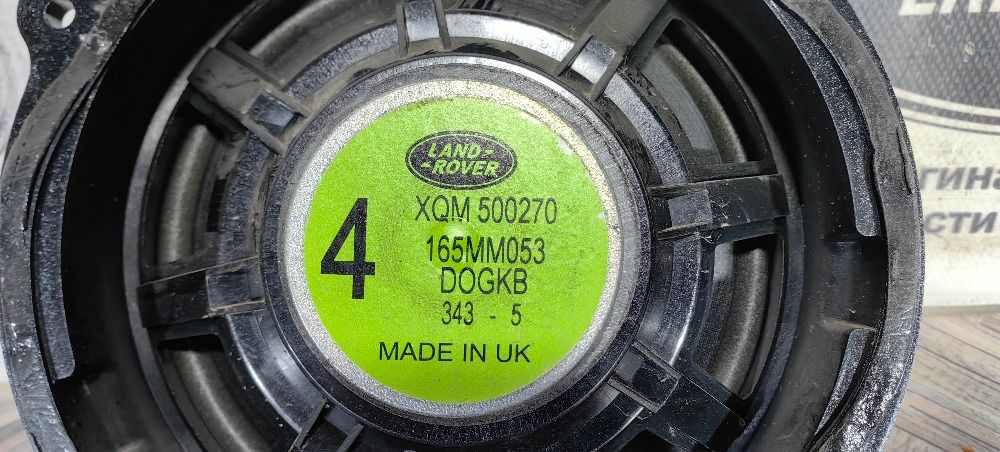 LAND-
-ROVER
4
XQM 500270
165MM053
DOGKB
343 - 5
MADE IN UK